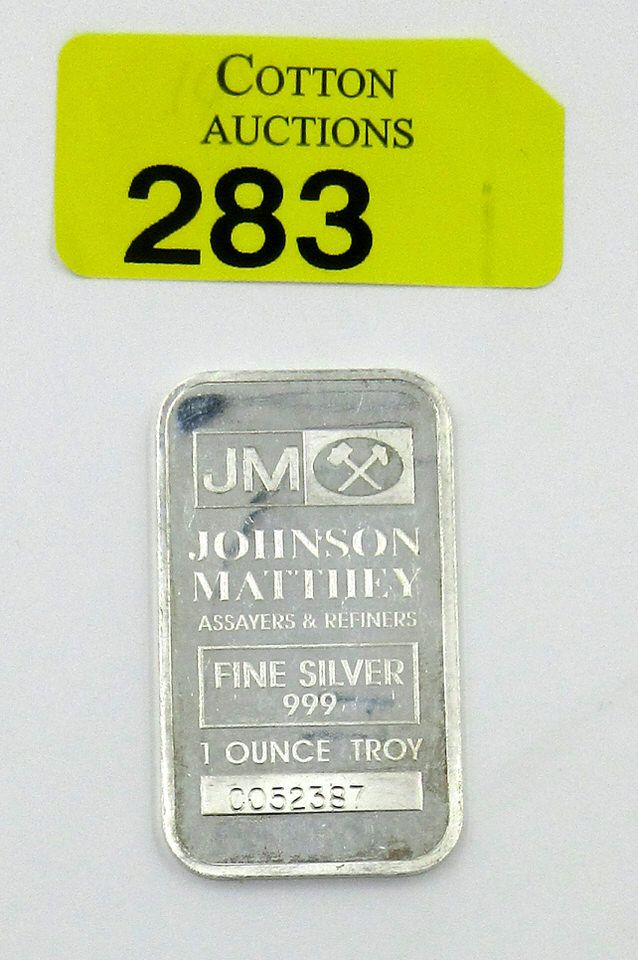 COTTON
AUCTIONS
283
JM
JOHNSON
MATTHEY
ASSAYERS & REFINERS
FINE SILVER
999
1 OUNCE TROY
C052387